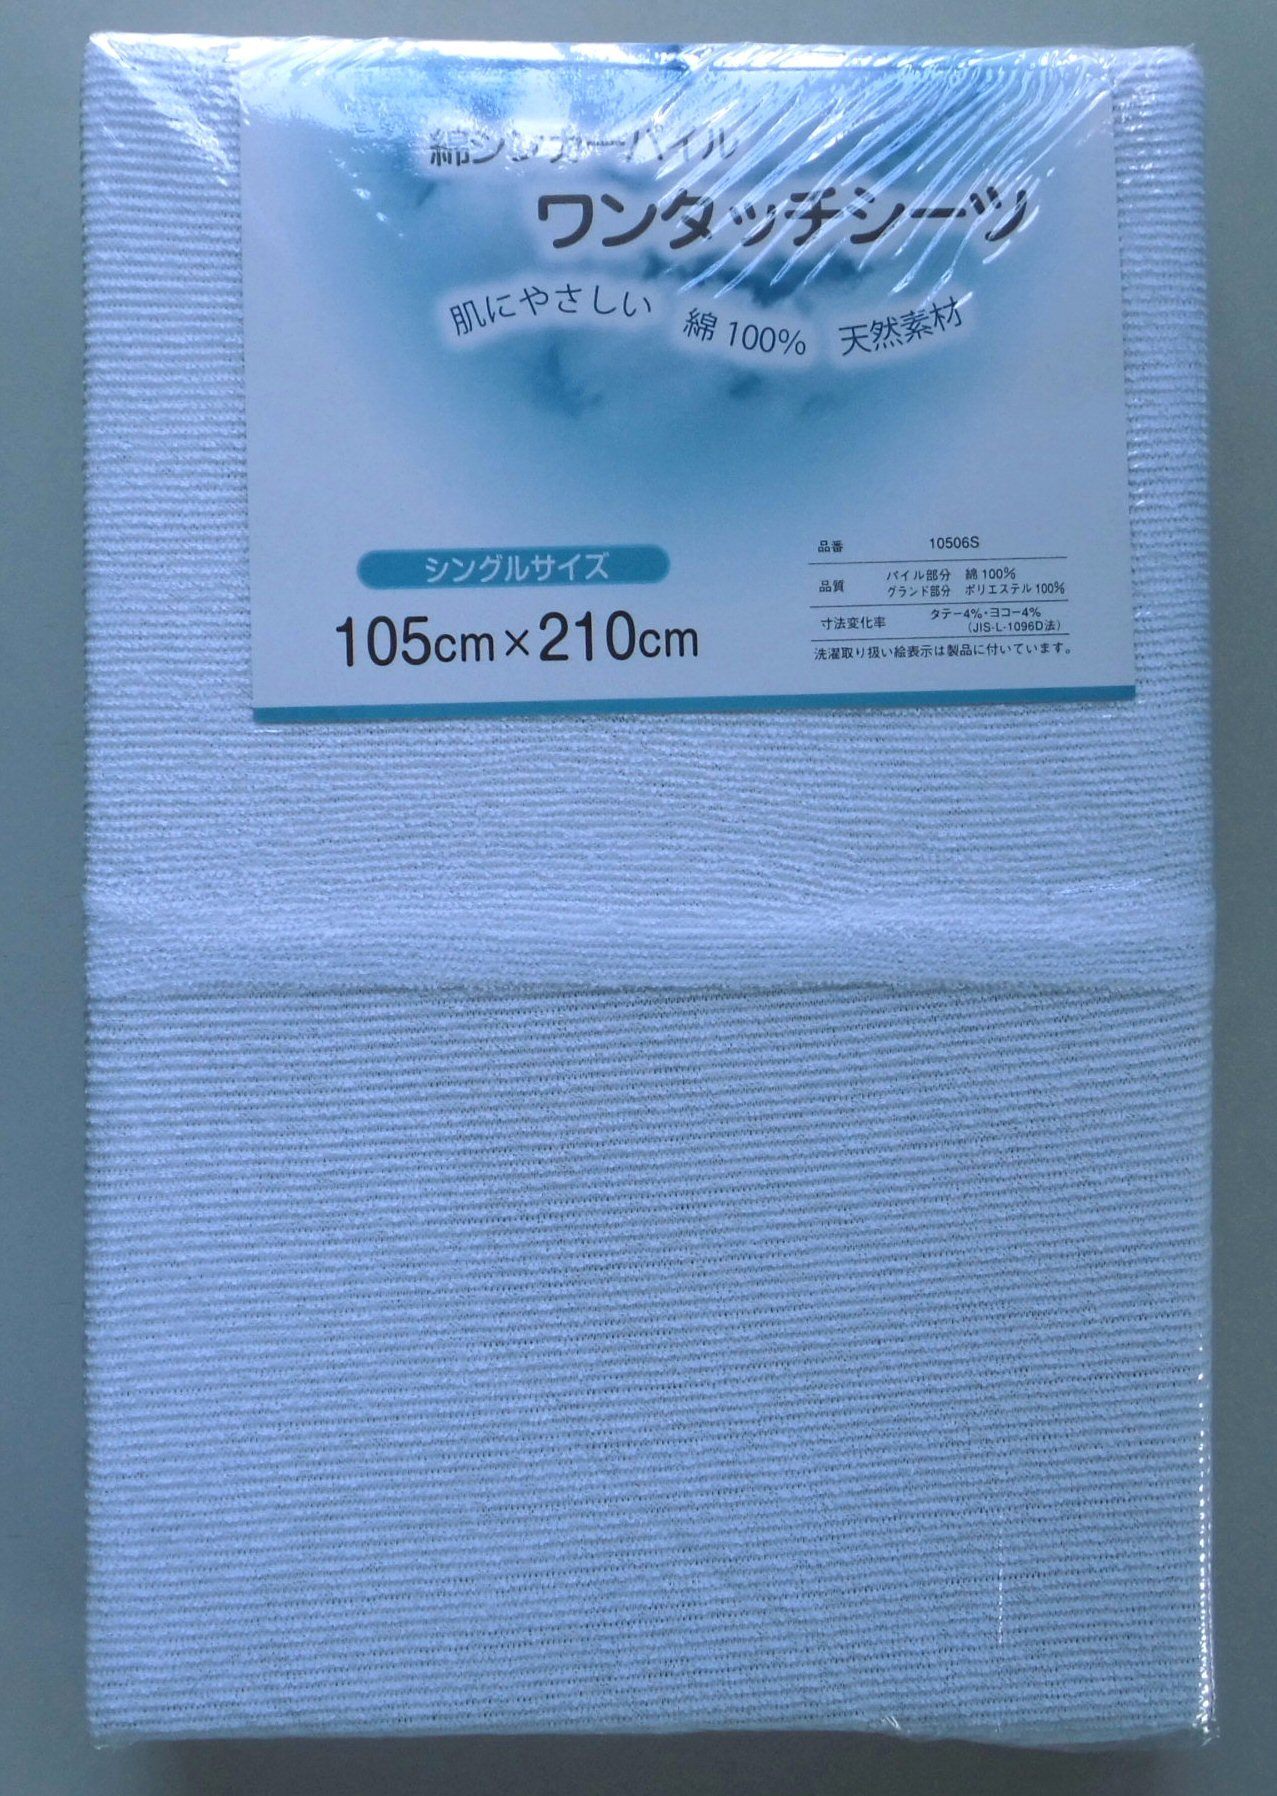 綿シンカーパイル
ワンタッチシーツ
肌にやさしい 綿100% 天然素材
シングルサイズ
105cm×210cm
品番 10506S
品質 パイル部分 綿100%
グランド部分 ポリエステル100%
寸法変化率 タテー4%・ヨコー4%
(JIS-L-1096D法)
洗濯取り扱い絵表示は製品に付いています。